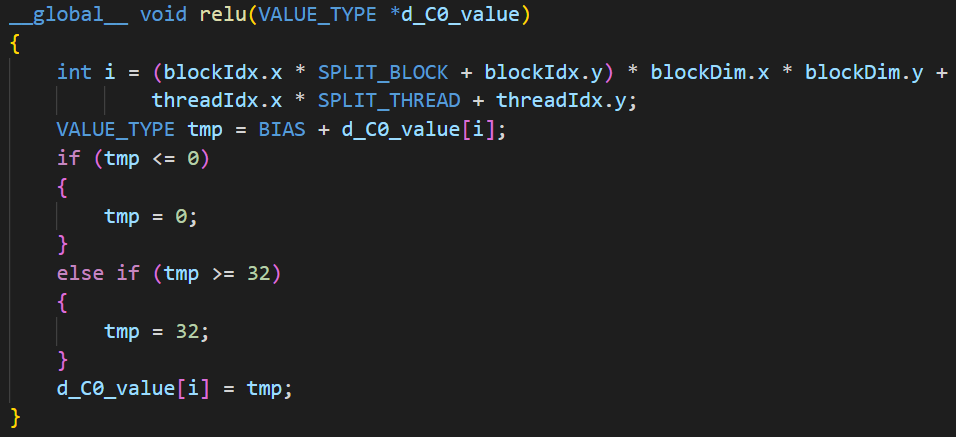 __global__ void relu(VALUE_TYPE *d_C0_value)
{
    int i = (blockIdx.x * SPLIT_BLOCK + blockIdx.y) * blockDim.x * blockDim.y +
            threadIdx.x * SPLIT_THREAD + threadIdx.y;
    VALUE_TYPE tmp = BIAS + d_C0_value[i];
    if (tmp <= 0)
    {
        tmp = 0;
    }
    else if (tmp >= 32)
    {
        tmp = 32;
    }
    d_C0_value[i] = tmp;
}